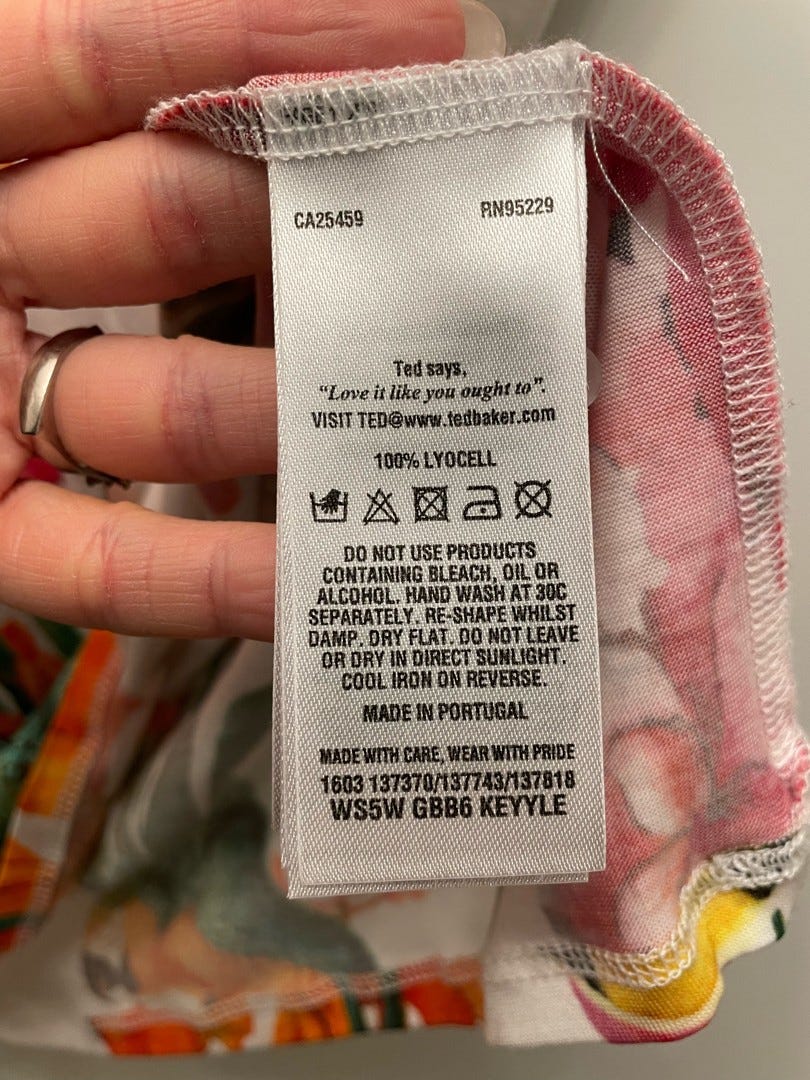 CA25459 RN95229
Ted says,
"Love it like you ought to".
VISIT TED@www.tedbaker.com
100% LYOCELL
DO NOT USE PRODUCTS
CONTAINING BLEACH, OIL OR
ALCOHOL. HAND WASH AT 30C
SEPARATELY. RE-SHAPE WHILST
DAMP. DRY FLAT. DO NOT LEAVE
OR DRY IN DIRECT SUNLIGHT.
COOL IRON ON REVERSE.
MADE IN PORTUGAL
MADE WITH CARE, WEAR WITH PRIDE
1603 137370/137743/137818
WS5W GBB6 KEYYLE